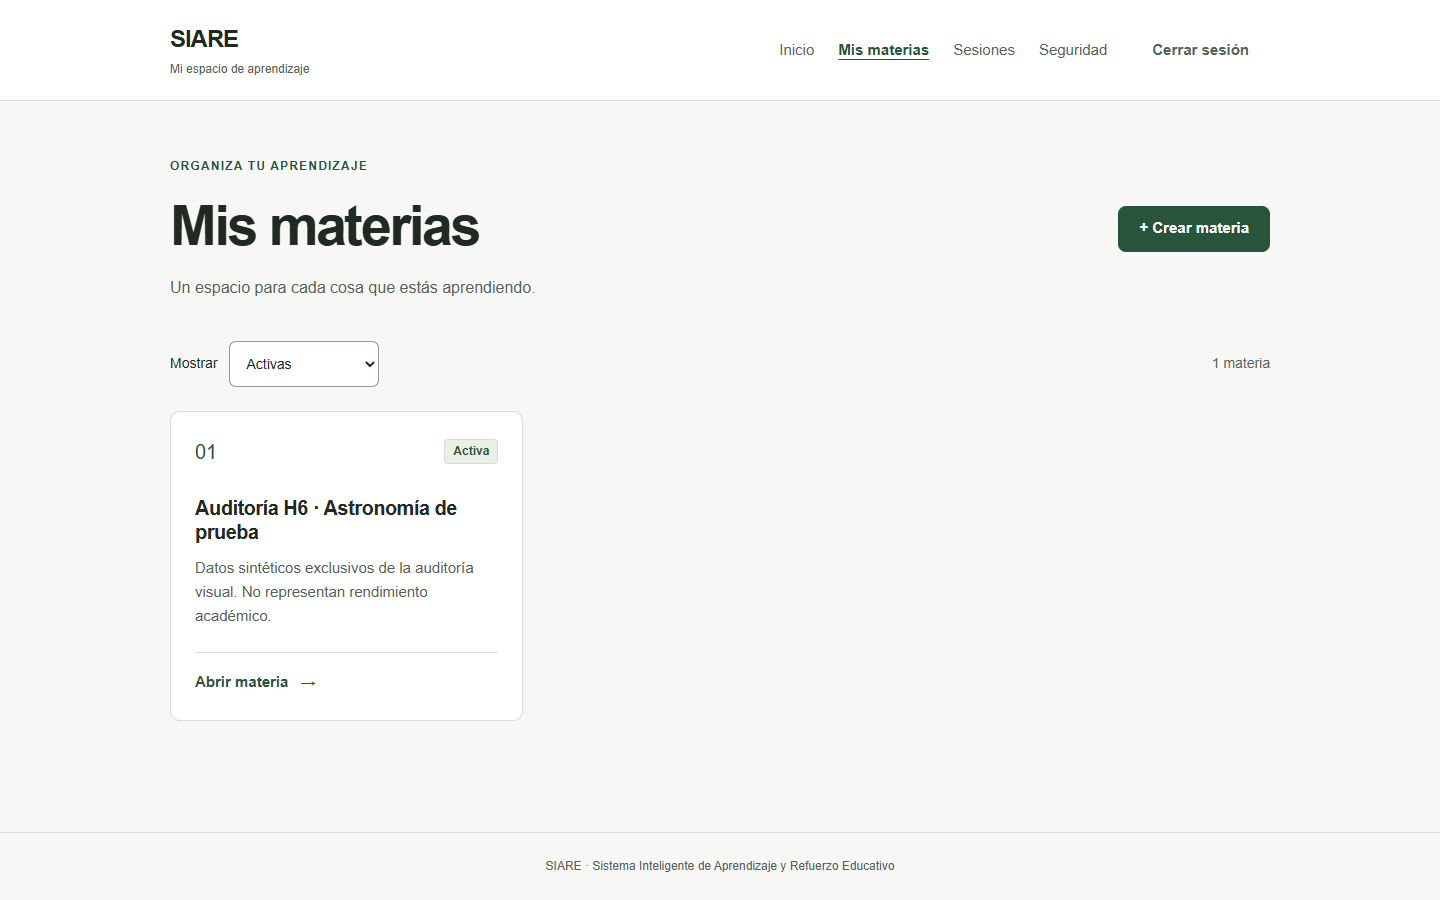 SIARE
Mi espacio de aprendizaje
Inicio
Mis materias
Sesiones
Seguridad
Cerrar sesión
ORGANIZA TU APRENDIZAJE
Mis materias
+ Crear materia
Un espacio para cada cosa que estás aprendiendo.
Mostrar
Activas
1 materia
01
Activa
Auditoría H6 · Astronomía de
prueba
Datos sintéticos exclusivos de la auditoría
visual. No representan rendimiento
académico.
Abrir materia →
SIARE · Sistema Inteligente de Aprendizaje y Refuerzo Educativo